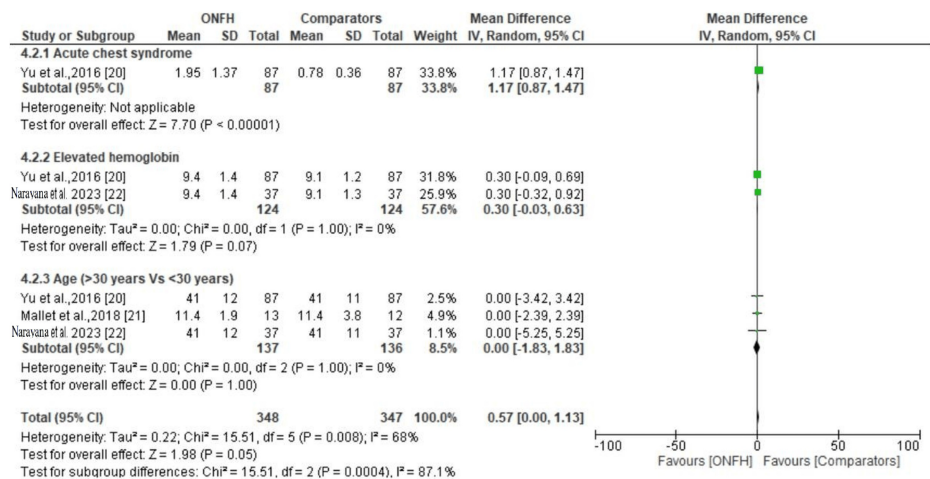 ONFH Comparators Mean Difference Mean Difference
Study or Subgroup Mean SD Total Mean SD Total Weight IV, Random, 95% CI IV, Random, 95% CI
4.2.1 Acute chest syndrome
Yu et al.,2016 [20] 1.95 1.37 87 0.78 0.36 87 33.8% 1.17 [0.87, 1.47]
Subtotal (95% CI) 87 87 33.8% 1.17 [0.87, 1.47]
Heterogeneity: Not applicable
Test for overall effect: Z = 7.70 (P < 0.00001)
4.2.2 Elevated hemoglobin
Yu et al.,2016 [20] 9.4 1.4 87 9.1 1.2 87 31.8% 0.30 [-0.09, 0.69]
Naravana et al. 2023 [22] 9.4 1.4 37 9.1 1.3 37 25.9% 0.30 [-0.32, 0.92]
Subtotal (95% CI) 124 124 57.6% 0.30 [-0.03, 0.63]
Heterogeneity: Tau² = 0.00; Chi² = 0.00, df = 1 (P = 1.00); I² = 0%
Test for overall effect: Z = 1.79 (P = 0.07)
4.2.3 Age (>30 years Vs <30 years)
Yu et al.,2016 [20] 41 12 87 41 11 87 2.5% 0.00 [-3.42, 3.42]
Mallet et al.,2018 [21] 11.4 1.9 13 11.4 3.8 12 4.9% 0.00 [-2.39, 2.39]
Naravana et al. 2023 [22] 41 12 37 41 11 37 1.1% 0.00 [-5.25, 5.25]
Subtotal (95% CI) 137 136 8.5% 0.00 [-1.83, 1.83]
Heterogeneity: Tau² = 0.00; Chi² = 0.00, df = 2 (P = 1.00); I² = 0%
Test for overall effect: Z = 0.00 (P = 1.00)
Total (95% CI) 348 347 100.0% 0.57 [0.00, 1.13]
Heterogeneity: Tau² = 0.22; Chi² = 15.51, df = 5 (P = 0.008); I² = 68%
Test for overall effect: Z = 1.98 (P = 0.05)
Test for subgroup differences: Chi² = 15.51, df = 2 (P = 0.0004), I² = 87.1%
-100 -50 0 50 100
Favours [ONFH] Favours [Comparators]